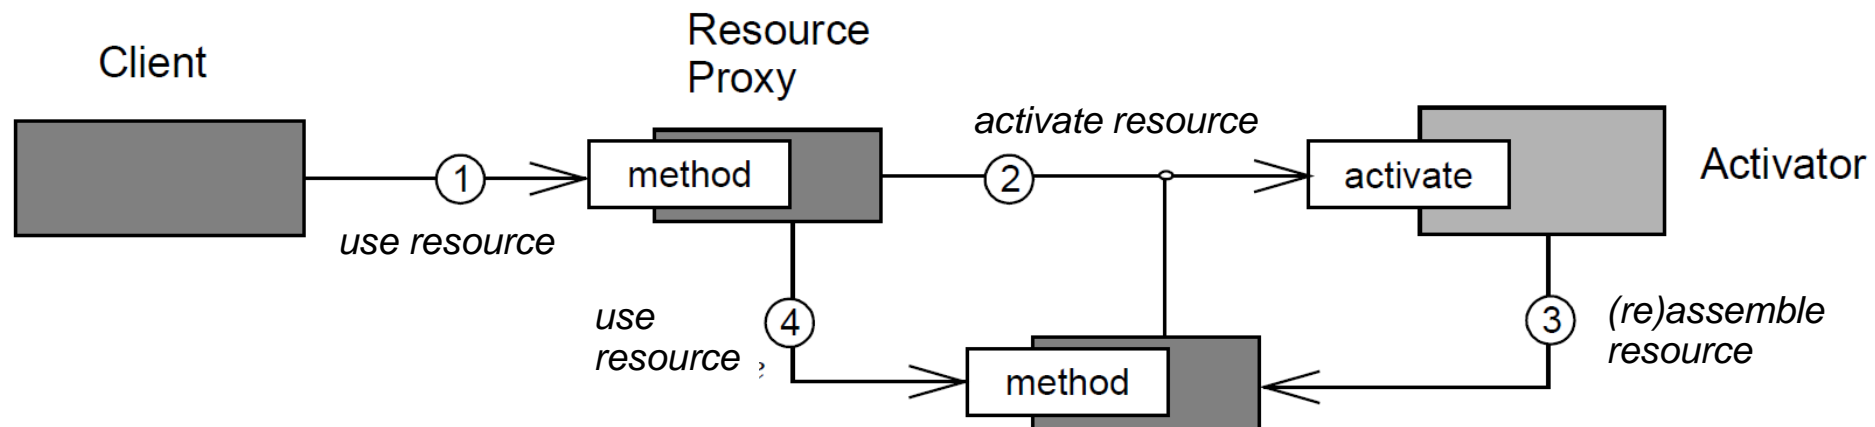 Client
Resource
Proxy
activate resource
Activator
1
method
2
activate
use resource
use
resource
4
3
(re)assemble
resource
method